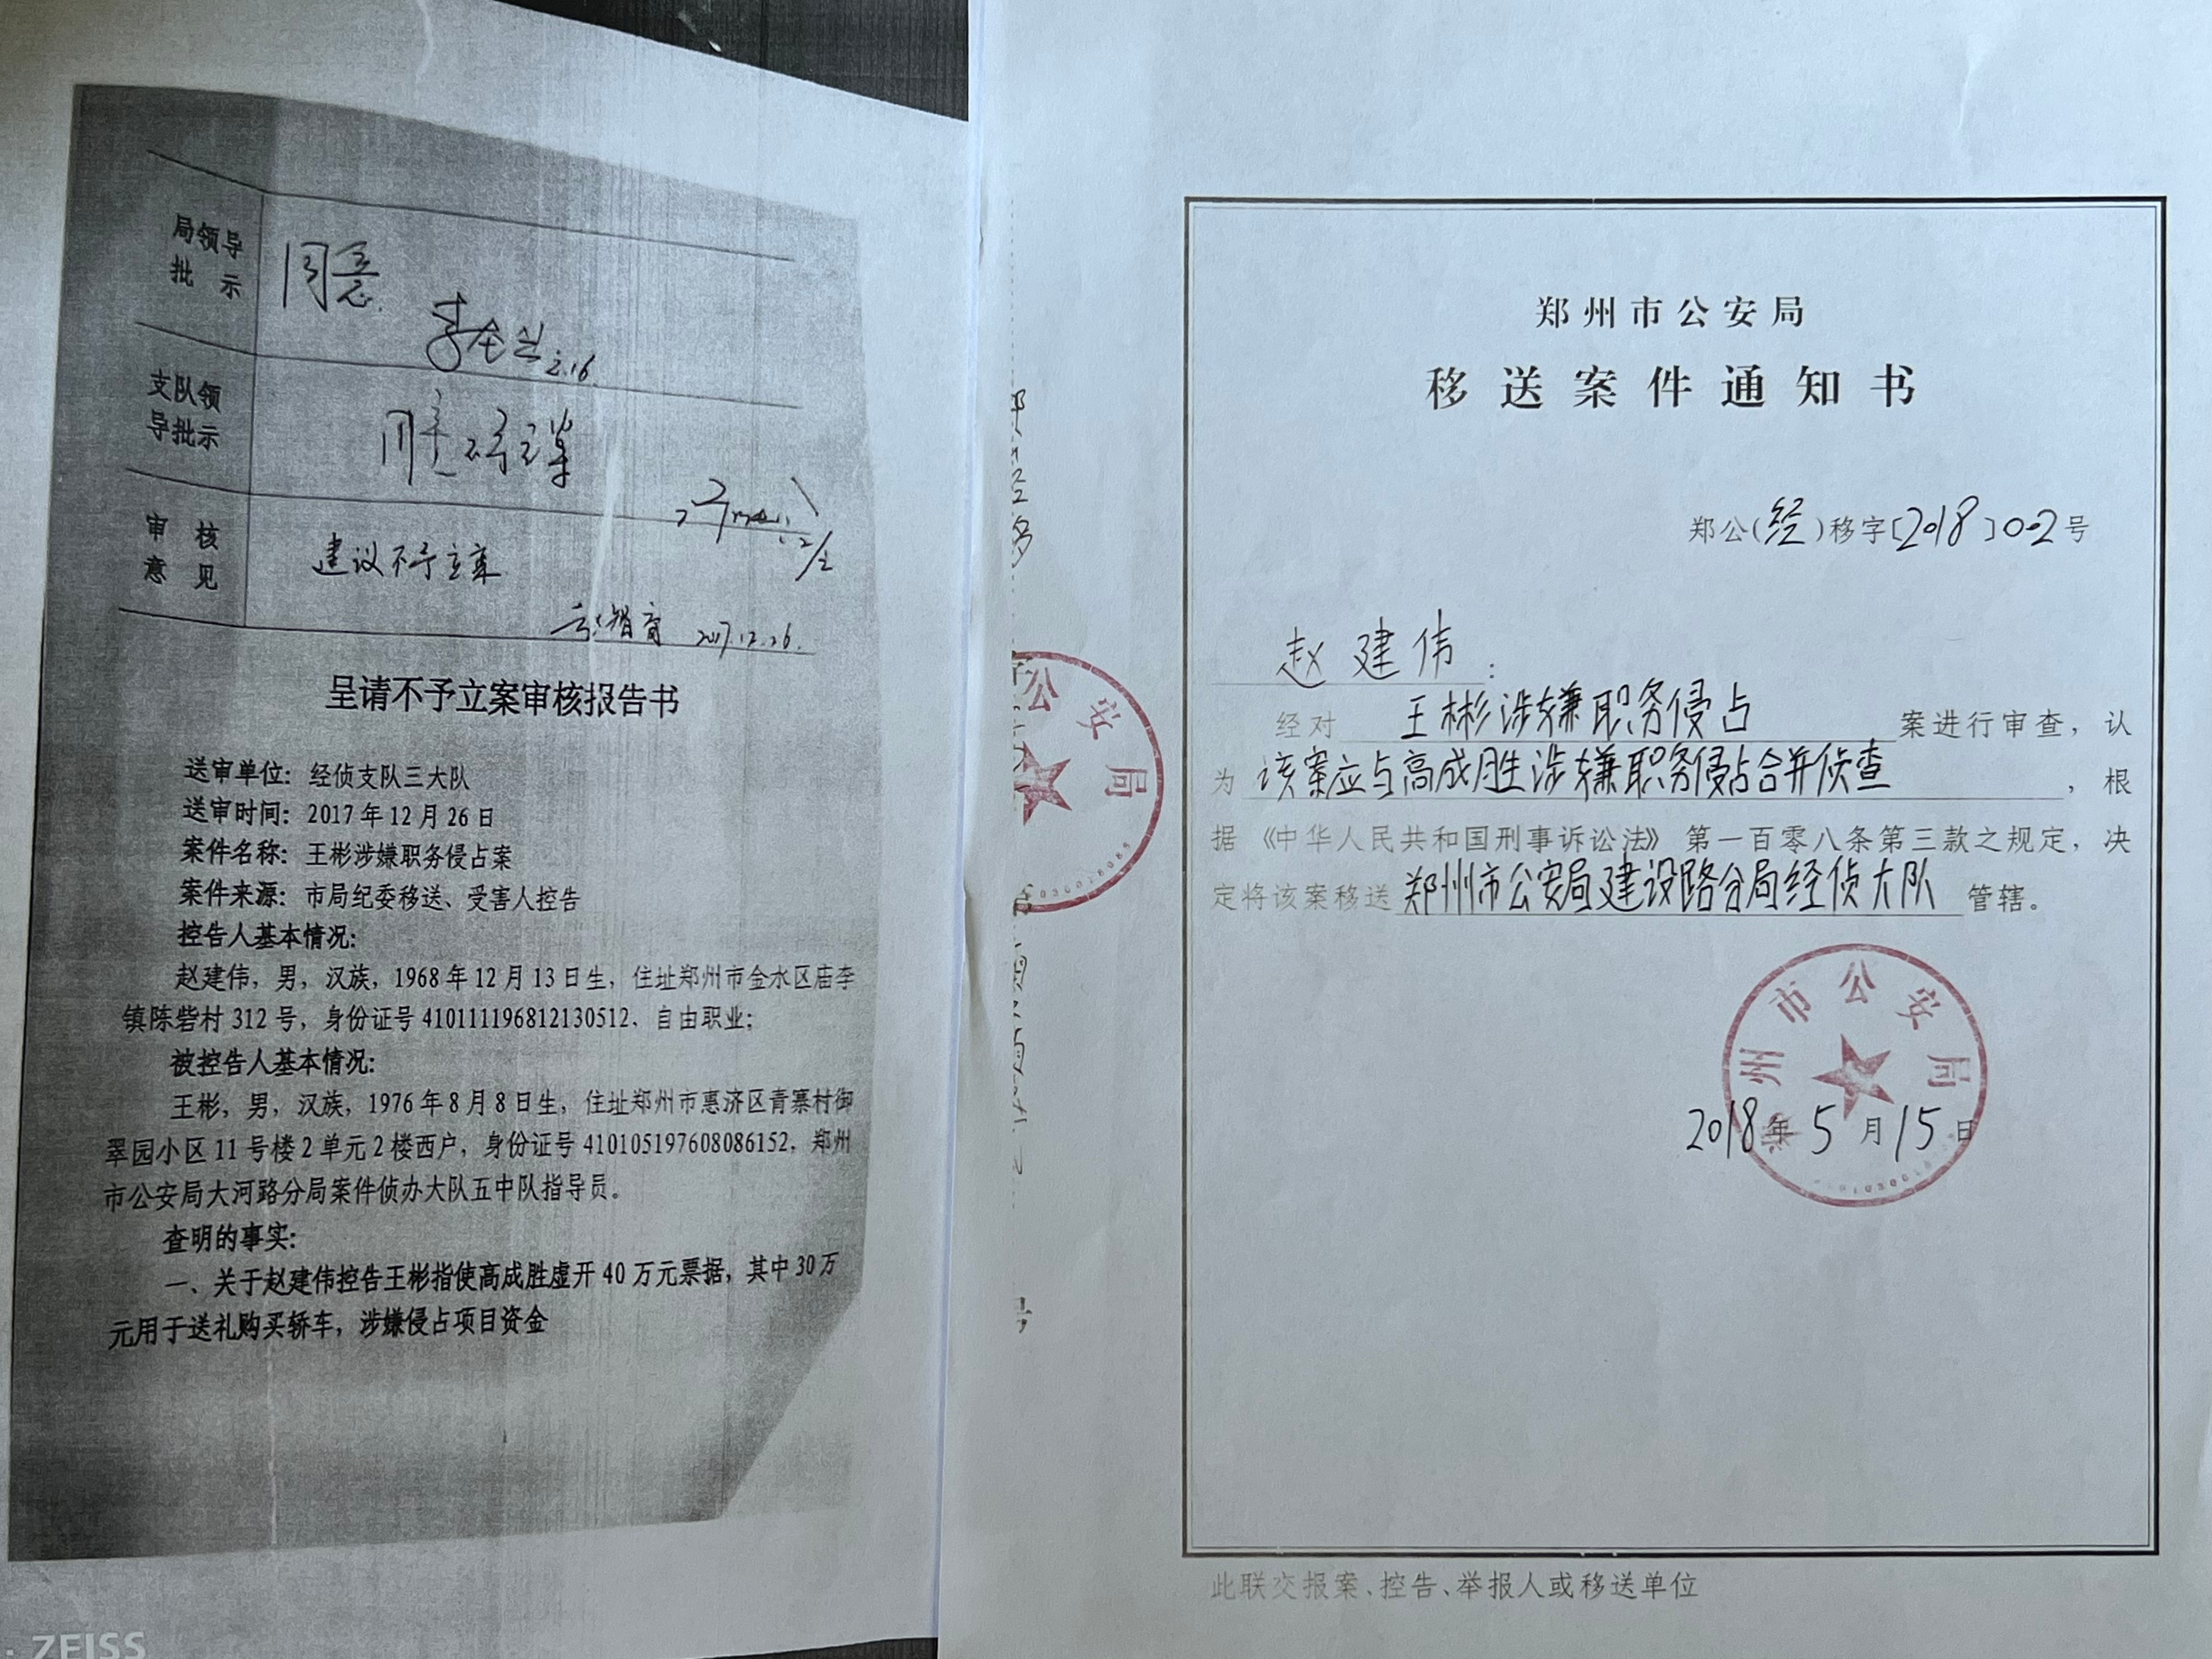 局领导
批 示
同意
2.16
支队领
导批示
同意
审 核
意 见
建议不予立案
2017.12.26.
呈请不予立案审核报告书
送审单位：经侦支队三大队
送审时间：2017年12月26日
案件名称：王彬涉嫌职务侵占案
案件来源：市局纪委移送、受害人控告
控告人基本情况：
赵建伟，男，汉族，1968年12月13日生，住址郑州市金水区庙李
镇陈砦村312号，身份证号410111196812130512，自由职业；
被控告人基本情况：
王彬，男，汉族，1976年8月8日生，住址郑州市惠济区青寨村御
翠园小区11号楼2单元2楼西户，身份证号410105197608086152，郑州
市公安局大河路分局案件侦办大队五中队指导员。
查明的事实：
一、关于赵建伟控告王彬指使高成胜虚开40万元票据，其中30万
元用于送礼购买轿车，涉嫌侵占项目资金
ZEISS
公安局
号
郑州市公安局
移送案件通知书
郑公(经)移字[2018]002号
赵建伟：
经对 王彬涉嫌职务侵占 案进行审查，认
为 该案应与高成胜涉嫌职务侵占合并侦查 ，根
据《中华人民共和国刑事诉讼法》第一百零八条第三款之规定，决
定将该案移送 郑州市公安局建设路分局经侦大队 管辖。
郑州市公安局
2018年5月15日
此联交报案、控告、举报人或移送单位